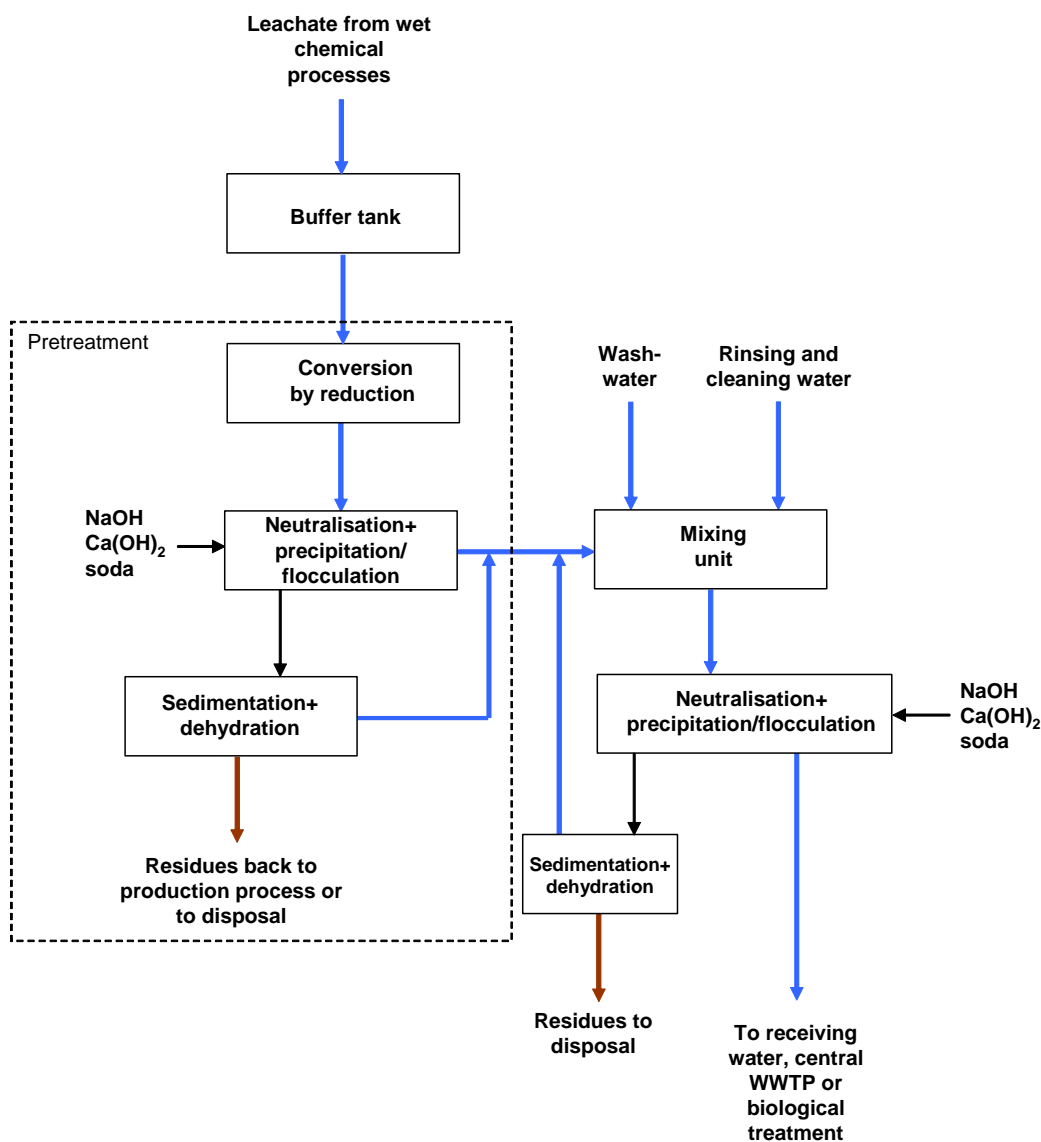 Leachate from wet
chemical
processes
Buffer tank
Pretreatment
Conversion
by reduction
Wash-
water
Rinsing and
cleaning water
NaOH
Ca(OH)₂
soda
Neutralisation+
precipitation/
flocculation
Mixing
unit
Sedimentation+
dehydration
Neutralisation+
precipitation/flocculation
NaOH
Ca(OH)₂
soda
Residues back to
production process or
to disposal
Sedimentation+
dehydration
Residues to
disposal
To receiving
water, central
WWTP or
biological
treatment